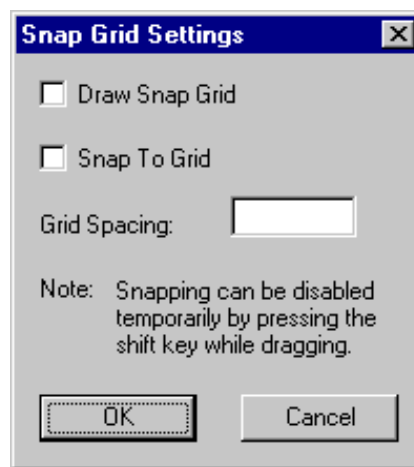 Snap Grid Settings
Draw Snap Grid
Snap To Grid
Grid Spacing:
Note: Snapping can be disabled
temporarily by pressing the
shift key while dragging.
OK Cancel